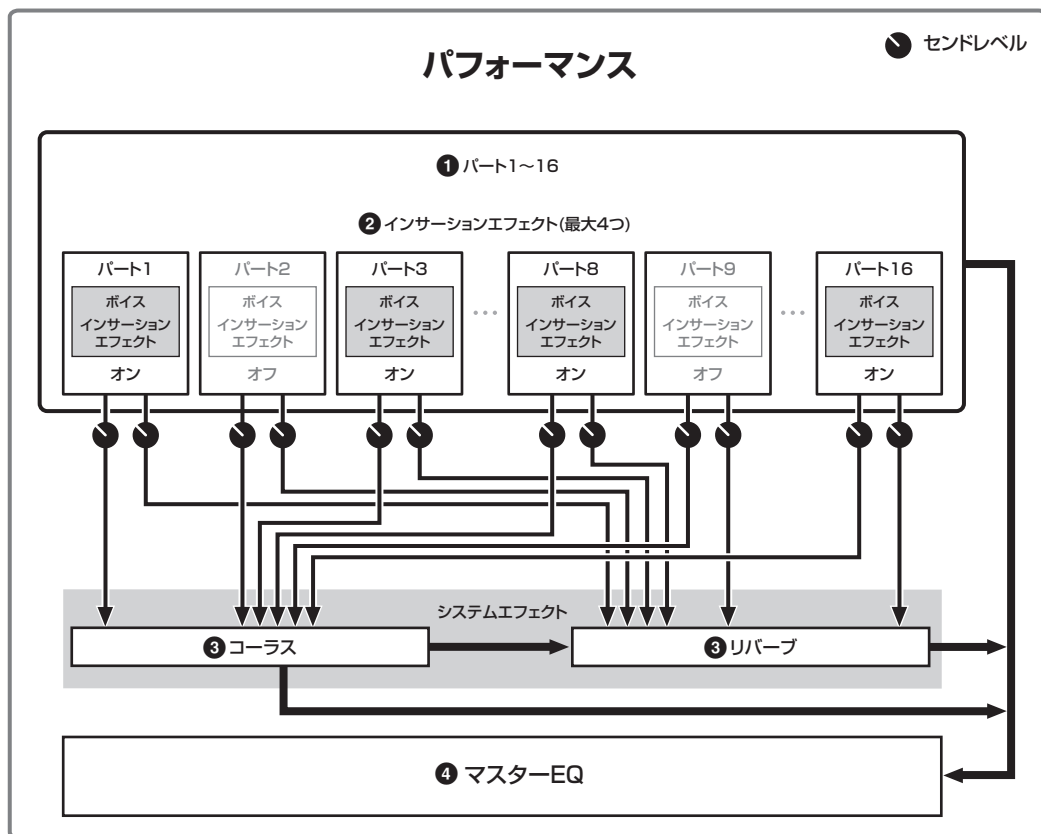 センドレベル
パフォーマンス
❶ パート1〜16
❷ インサーションエフェクト(最大4つ)
パート1
ボイス
インサーション
エフェクト
オン
パート2
ボイス
インサーション
エフェクト
オフ
パート3
ボイス
インサーション
エフェクト
オン
…
パート8
ボイス
インサーション
エフェクト
オン
パート9
ボイス
インサーション
エフェクト
オフ
…
パート16
ボイス
インサーション
エフェクト
オン
システムエフェクト
❸ コーラス
❸ リバーブ
❹ マスターEQ